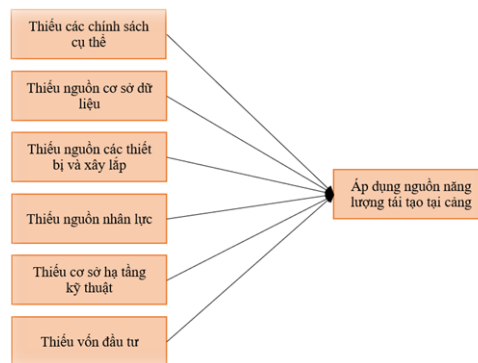 Thiếu các chính sách
cụ thể
Thiếu nguồn cơ sở dữ
liệu
Thiếu nguồn các thiết
bị và xây lắp
Thiếu nguồn nhân lực
Thiếu cơ sở hạ tầng
kỹ thuật
Thiếu vốn đầu tư
Áp dụng nguồn năng
lượng tái tạo tại cảng